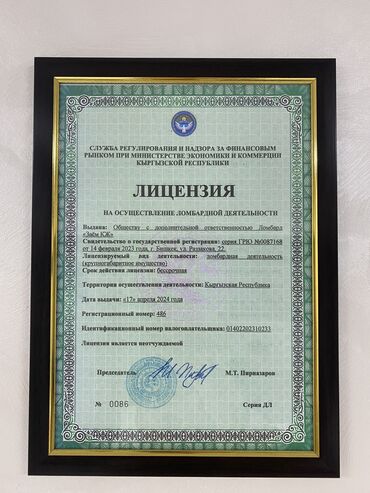 СЛУЖБА РЕГУЛИРОВАНИЯ И НАДЗОРА ЗА ФИНАНСОВЫМ
РЫНКОМ ПРИ МИНИСТЕРСТВЕ ЭКОНОМИКИ И КОММЕРЦИИ
КЫРГЫЗСКОЙ РЕСПУБЛИКИ
ЛИЦЕНЗИЯ
НА ОСУЩЕСТВЛЕНИЕ ЛОМБАРДНОЙ ДЕЯТЕЛЬНОСТИ
Выдана: Обществу с дополнительной ответственностью Ломбард
«Заём КЖ»
Свидетельство о государственной регистрации: серия ГРЮ №0087168
от 14 февраля 2023 года, г. Бишкек, ул. Раззакова, 22.
Лицензируемый вид деятельности: ломбардная деятельность
(крупногабаритное имущество)
Срок действия лицензии: бессрочная
Территория осуществления деятельности: Кыргызская Республика
Дата выдачи: «17» апреля 2024 года
Регистрационный номер: 486
Идентификационный номер налогоплательщика: 01402202310233
Лицензия является неотчуждаемой
Председатель М.Т. Пирназаров
№ 0086 Серия ДЛ